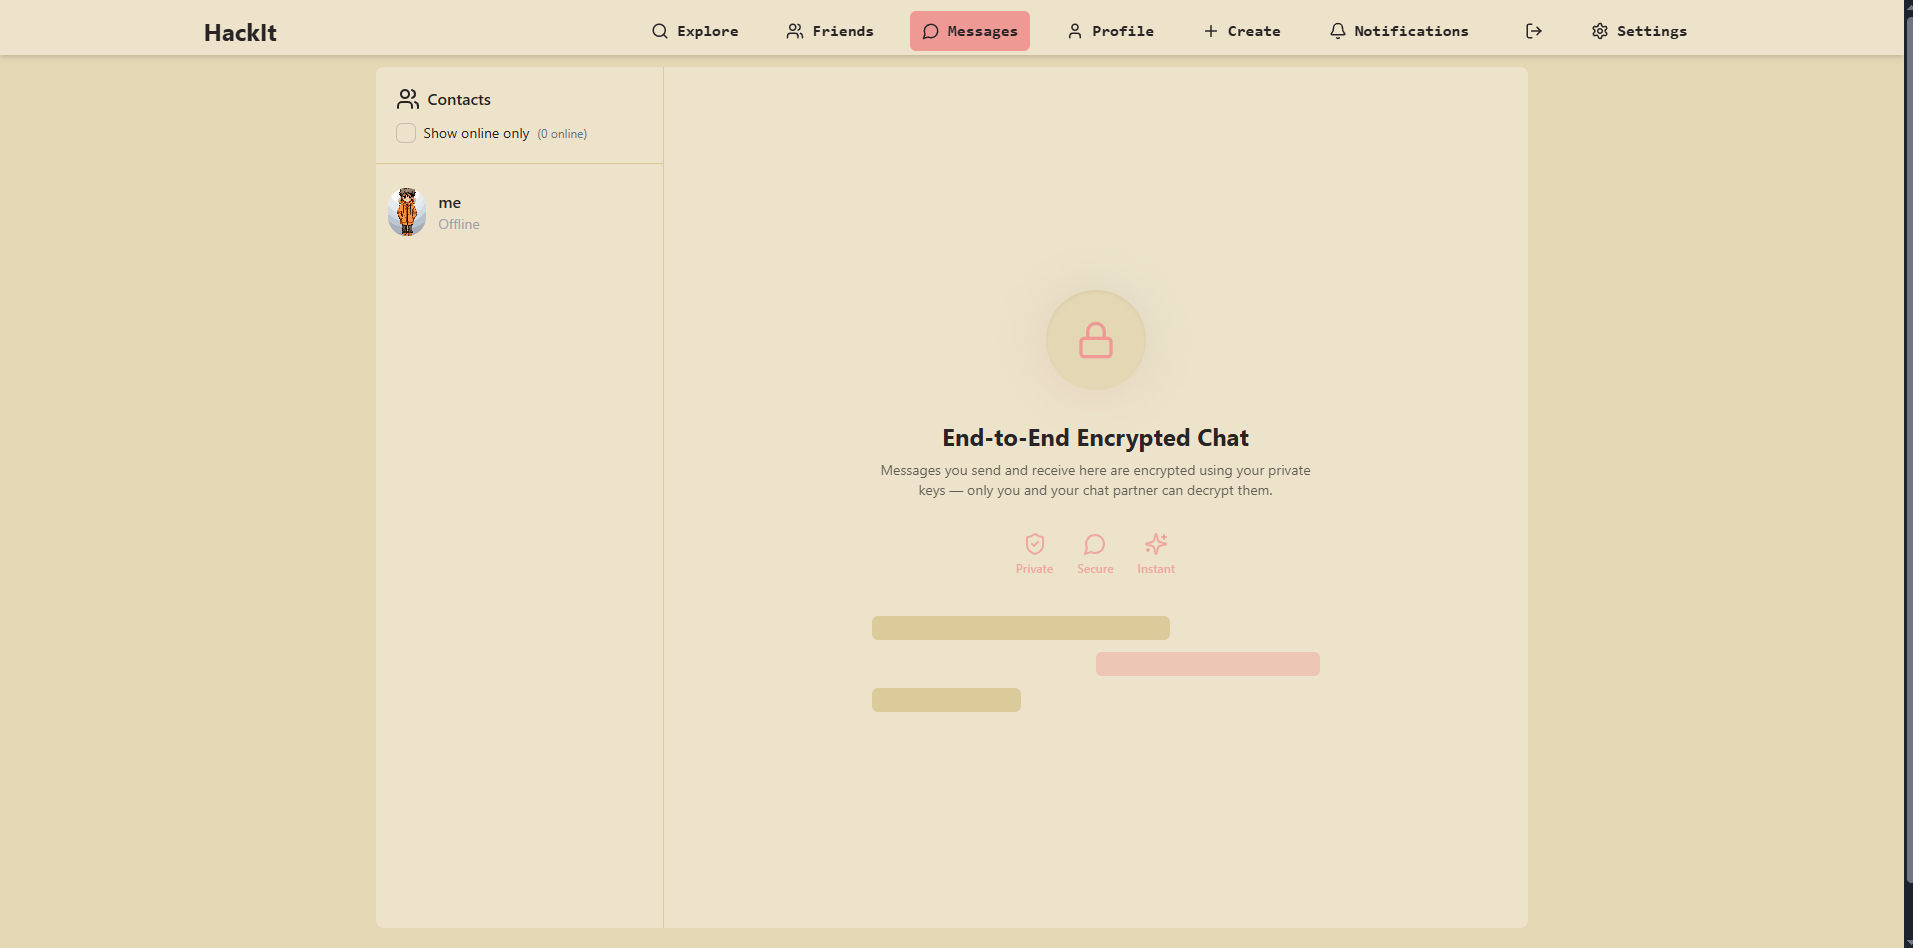 HackIt
Explore
Friends
Messages
Profile
Create
Notifications
Settings
Contacts
Show online only (0 online)
me
Offline
End-to-End Encrypted Chat
Messages you send and receive here are encrypted using your private
keys — only you and your chat partner can decrypt them.
Private
Secure
Instant